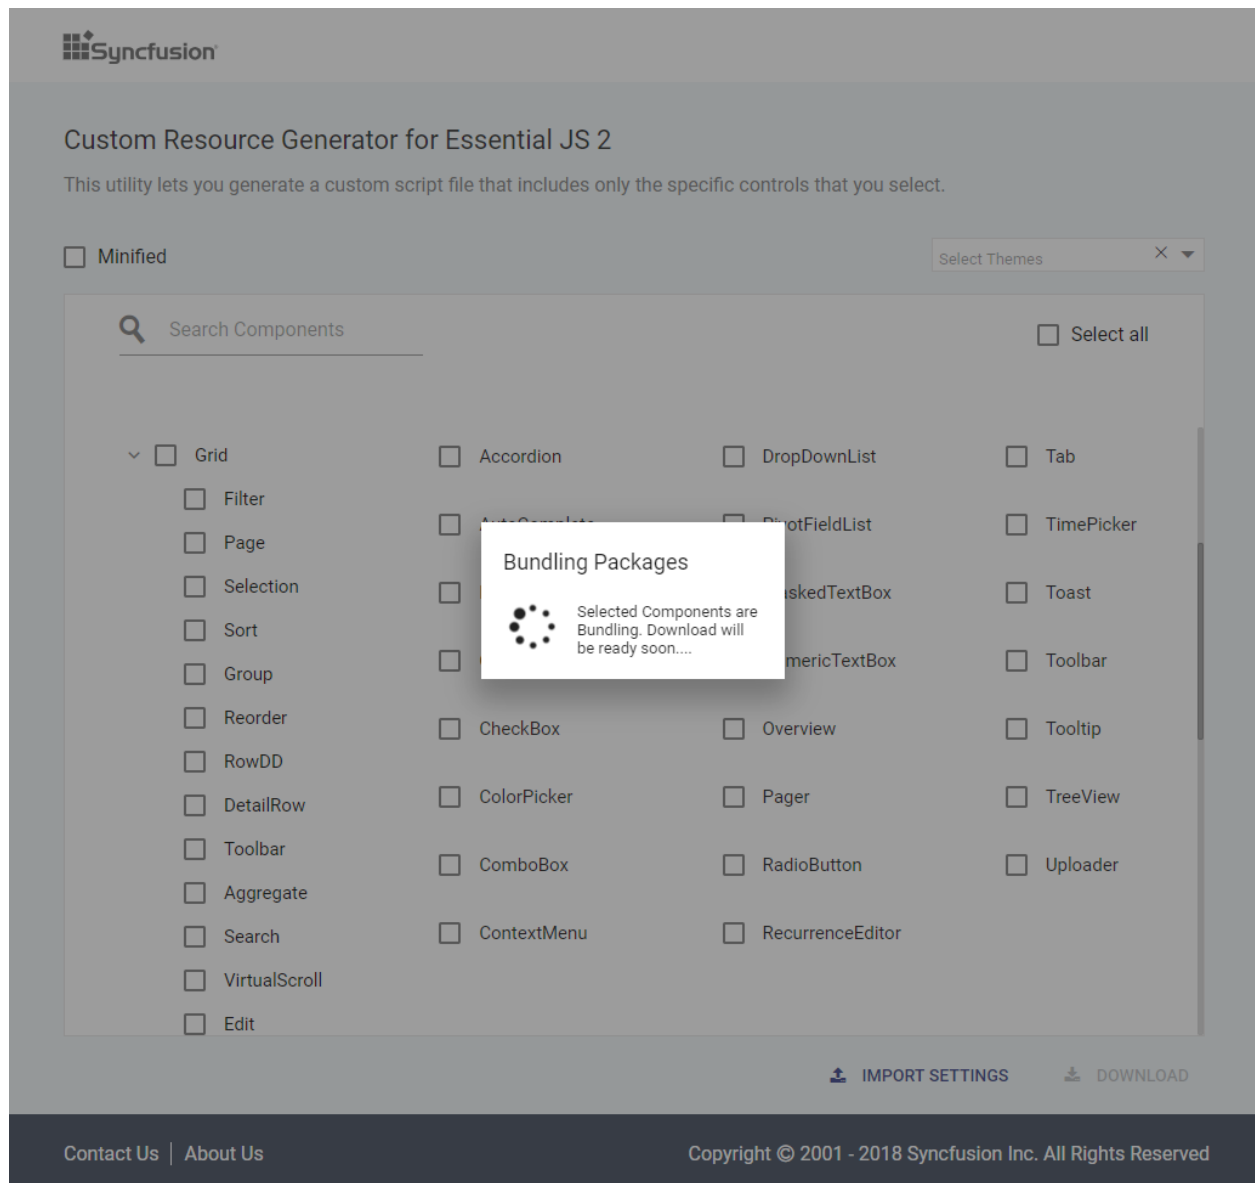 Syncfusion
Custom Resource Generator for Essential JS 2
This utility lets you generate a custom script file that includes only the specific controls that you select.
Minified
Select Themes
Search Components
Select all
Grid
Filter
Page
Selection
Sort
Group
Reorder
RowDD
DetailRow
Toolbar
Aggregate
Search
VirtualScroll
Edit
Accordion
CheckBox
ColorPicker
ComboBox
ContextMenu
DropDownList
Overview
Pager
RadioButton
RecurrenceEditor
Tab
TimePicker
Toast
Toolbar
Tooltip
TreeView
Uploader
Bundling Packages
Selected Components are
Bundling. Download will
be ready soon....
IMPORT SETTINGS
DOWNLOAD
Contact Us | About Us
Copyright © 2001 - 2018 Syncfusion Inc. All Rights Reserved